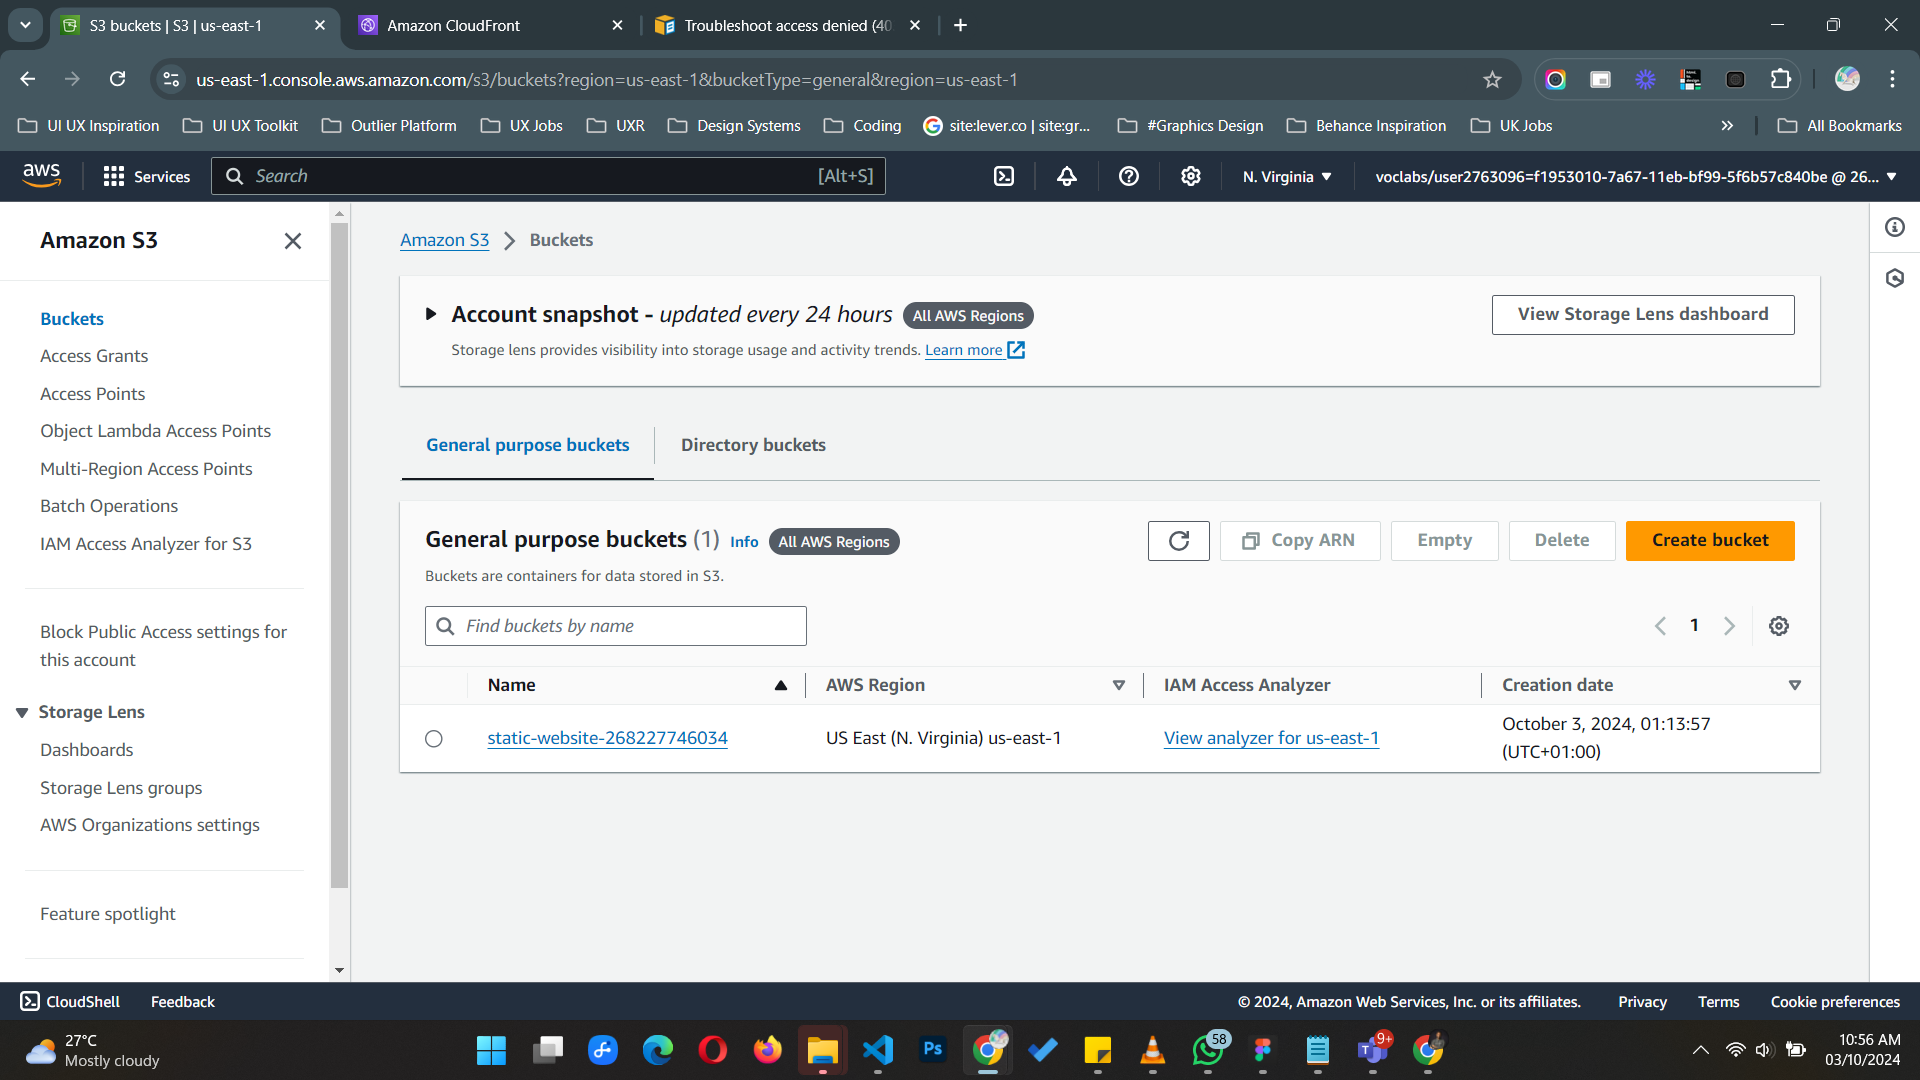 S3 buckets | S3 | us-east-1
Amazon CloudFront
Troubleshoot access denied (40
us-east-1.console.aws.amazon.com/s3/buckets?region=us-east-1&bucketType=general&region=us-east-1
UI UX Inspiration
UI UX Toolkit
Outlier Platform
UX Jobs
UXR
Design Systems
Coding
site:lever.co | site:gr...
#Graphics Design
Behance Inspiration
UK Jobs
All Bookmarks
aws
Services
Search
[Alt+S]
N. Virginia
voclabs/user2763096=f1953010-7a67-11eb-bf99-5f6b57c840be @ 26...
Amazon S3
Buckets
Access Grants
Access Points
Object Lambda Access Points
Multi-Region Access Points
Batch Operations
IAM Access Analyzer for S3
Block Public Access settings for
this account
Storage Lens
Dashboards
Storage Lens groups
AWS Organizations settings
Feature spotlight
Amazon S3
Buckets
Account snapshot - updated every 24 hours
All AWS Regions
View Storage Lens dashboard
Storage lens provides visibility into storage usage and activity trends. Learn more
General purpose buckets
Directory buckets
General purpose buckets (1)
Info
All AWS Regions
Copy ARN
Empty
Delete
Create bucket
Buckets are containers for data stored in S3.
Find buckets by name
1
Name
AWS Region
IAM Access Analyzer
Creation date
static-website-268227746034
US East (N. Virginia) us-east-1
View analyzer for us-east-1
October 3, 2024, 01:13:57
(UTC+01:00)
CloudShell
Feedback
© 2024, Amazon Web Services, Inc. or its affiliates.
Privacy
Terms
Cookie preferences
27°C
Mostly cloudy
Ps
58
9+
10:56 AM
03/10/2024